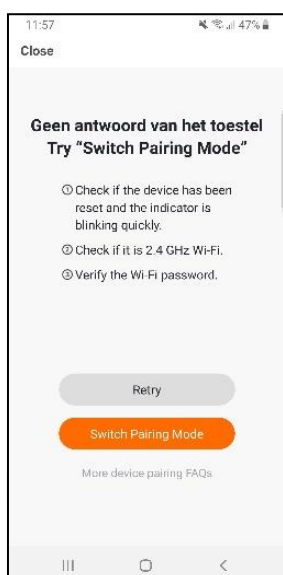 11:57
47%
Close
Geen antwoord van het toestel
Try “Switch Pairing Mode”
① Check if the device has been
reset and the indicator is
blinking quickly.
② Check if it is 2.4 GHz Wi-Fi.
③ Verify the Wi-Fi password.
Retry
Switch Pairing Mode
More device pairing FAQs